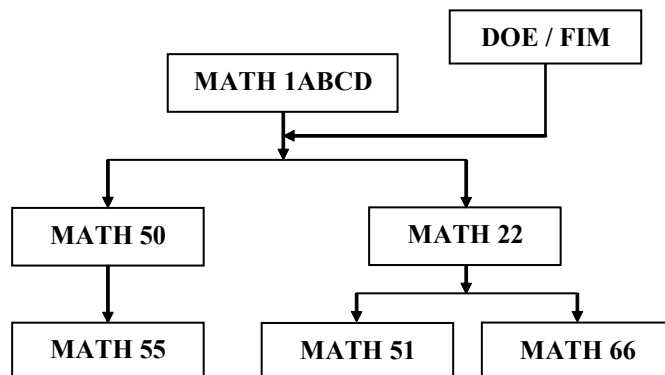 DOE / FIM
MATH 1ABCD
MATH 50
MATH 22
MATH 55
MATH 51
MATH 66